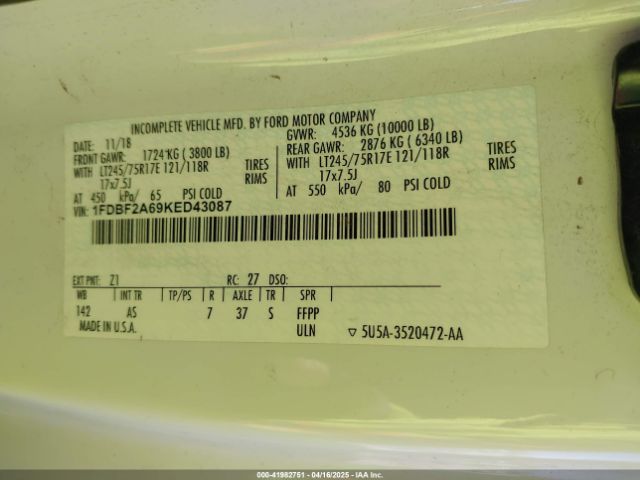 INCOMPLETE VEHICLE MFD. BY FORD MOTOR COMPANY
DATE: 11/18 GVWR: 4536 KG (10000 LB)
FRONT GAWR: 1724 KG ( 3800 LB) REAR GAWR: 2876 KG ( 6340 LB)
WITH LT245/75R17E 121/118R TIRES WITH LT245/75R17E 121/118R TIRES
17x7.5J RIMS 17x7.5J RIMS
AT 450 kPa/ 65 PSI COLD AT 550 kPa/ 80 PSI COLD
VIN: 1FDBF2A69KED43087
EXT PNT: Z1 RC: 27 DSO:
WB INT TR TP/PS R AXLE TR SPR
142 AS 7 37 S FFPP
MADE IN U.S.A. ULN ▽ 5U5A-3520472-AA
000-41982751 - 04/16/2025 - IAAI.COM